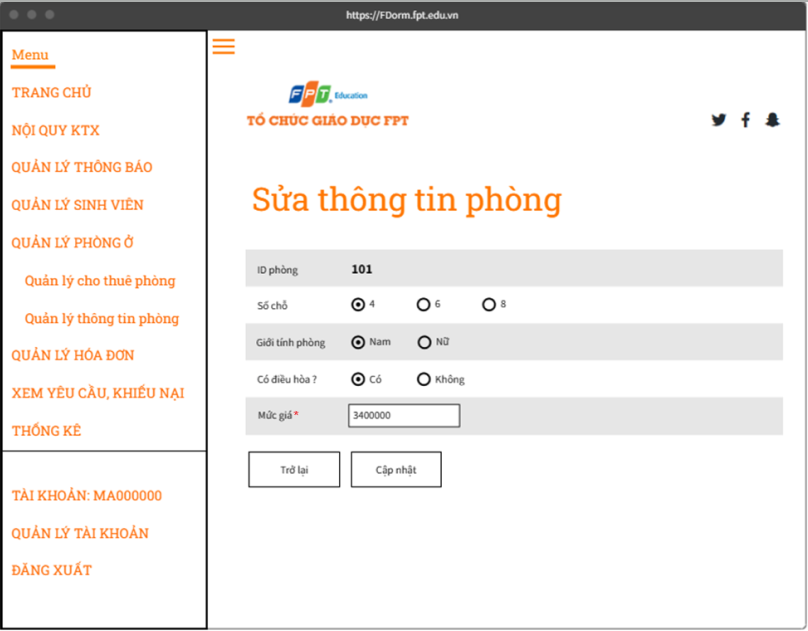 https://FDorm.fpt.edu.vn
Menu
TRANG CHỦ
NỘI QUY KTX
QUẢN LÝ THÔNG BÁO
QUẢN LÝ SINH VIÊN
QUẢN LÝ PHÒNG Ở
Quản lý cho thuê phòng
Quản lý thông tin phòng
QUẢN LÝ HÓA ĐƠN
XEM YÊU CẦU, KHIẾU NẠI
THỐNG KÊ
TÀI KHOẢN: MA000000
QUẢN LÝ TÀI KHOẢN
ĐĂNG XUẤT
FPT Education
TỔ CHỨC GIÁO DỤC FPT
Sửa thông tin phòng
ID phòng 101
Số chỗ 4 6 8
Giới tính phòng Nam Nữ
Có điều hòa ? Có Không
Mức giá* 3400000
Trở lại Cập nhật